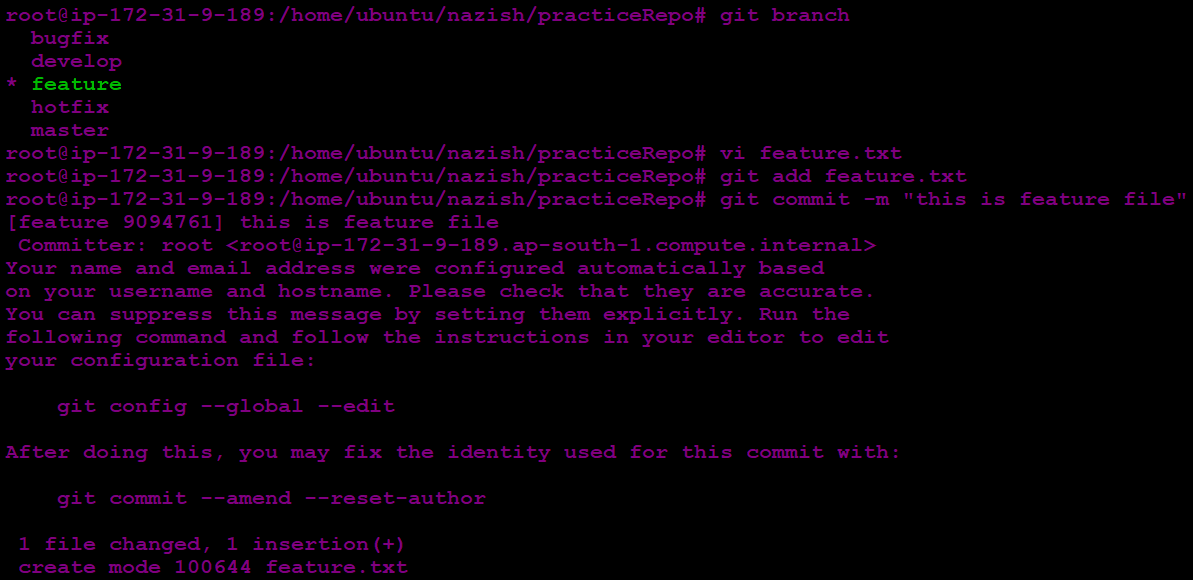 root@ip-172-31-9-189:/home/ubuntu/nazish/practiceRepo# git branch
  bugfix
  develop
* feature
  hotfix
  master
root@ip-172-31-9-189:/home/ubuntu/nazish/practiceRepo# vi feature.txt
root@ip-172-31-9-189:/home/ubuntu/nazish/practiceRepo# git add feature.txt
root@ip-172-31-9-189:/home/ubuntu/nazish/practiceRepo# git commit -m "this is feature file"
[feature 9094761] this is feature file
 Committer: root <root@ip-172-31-9-189.ap-south-1.compute.internal>
Your name and email address were configured automatically based
on your username and hostname. Please check that they are accurate.
You can suppress this message by setting them explicitly. Run the
following command and follow the instructions in your editor to edit
your configuration file:

    git config --global --edit

After doing this, you may fix the identity used for this commit with:

    git commit --amend --reset-author

 1 file changed, 1 insertion(+)
 create mode 100644 feature.txt